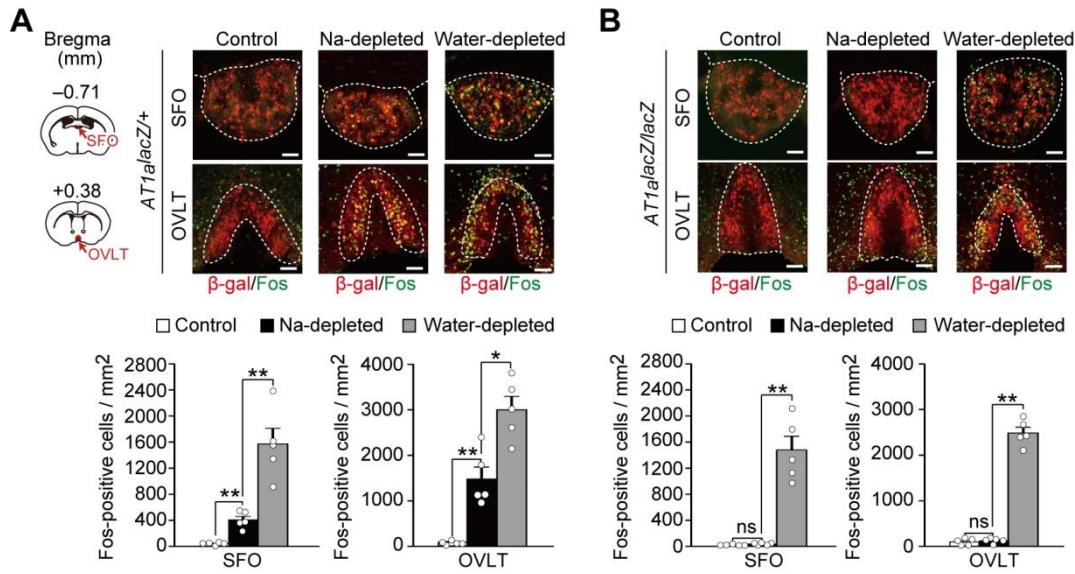 A
Bregma
(mm)
–0.71
SFO
+0.38
OVLT
AT1alacZ/+
Control
Na-depleted
Water-depleted
SFO
OVLT
β-gal/Fos
β-gal/Fos
β-gal/Fos
Control
Na-depleted
Water-depleted
Fos-positive cells / mm2
2800
2400
2000
1600
1200
800
400
0
**
**
SFO
Fos-positive cells / mm2
4000
3000
2000
1000
0
**
*
OVLT
B
AT1alacZ/lacZ
Control
Na-depleted
Water-depleted
SFO
OVLT
β-gal/Fos
β-gal/Fos
β-gal/Fos
Control
Na-depleted
Water-depleted
Fos-positive cells / mm2
2800
2400
2000
1600
1200
800
400
0
ns
**
SFO
Fos-positive cells / mm2
4000
3000
2000
1000
0
ns
**
OVLT